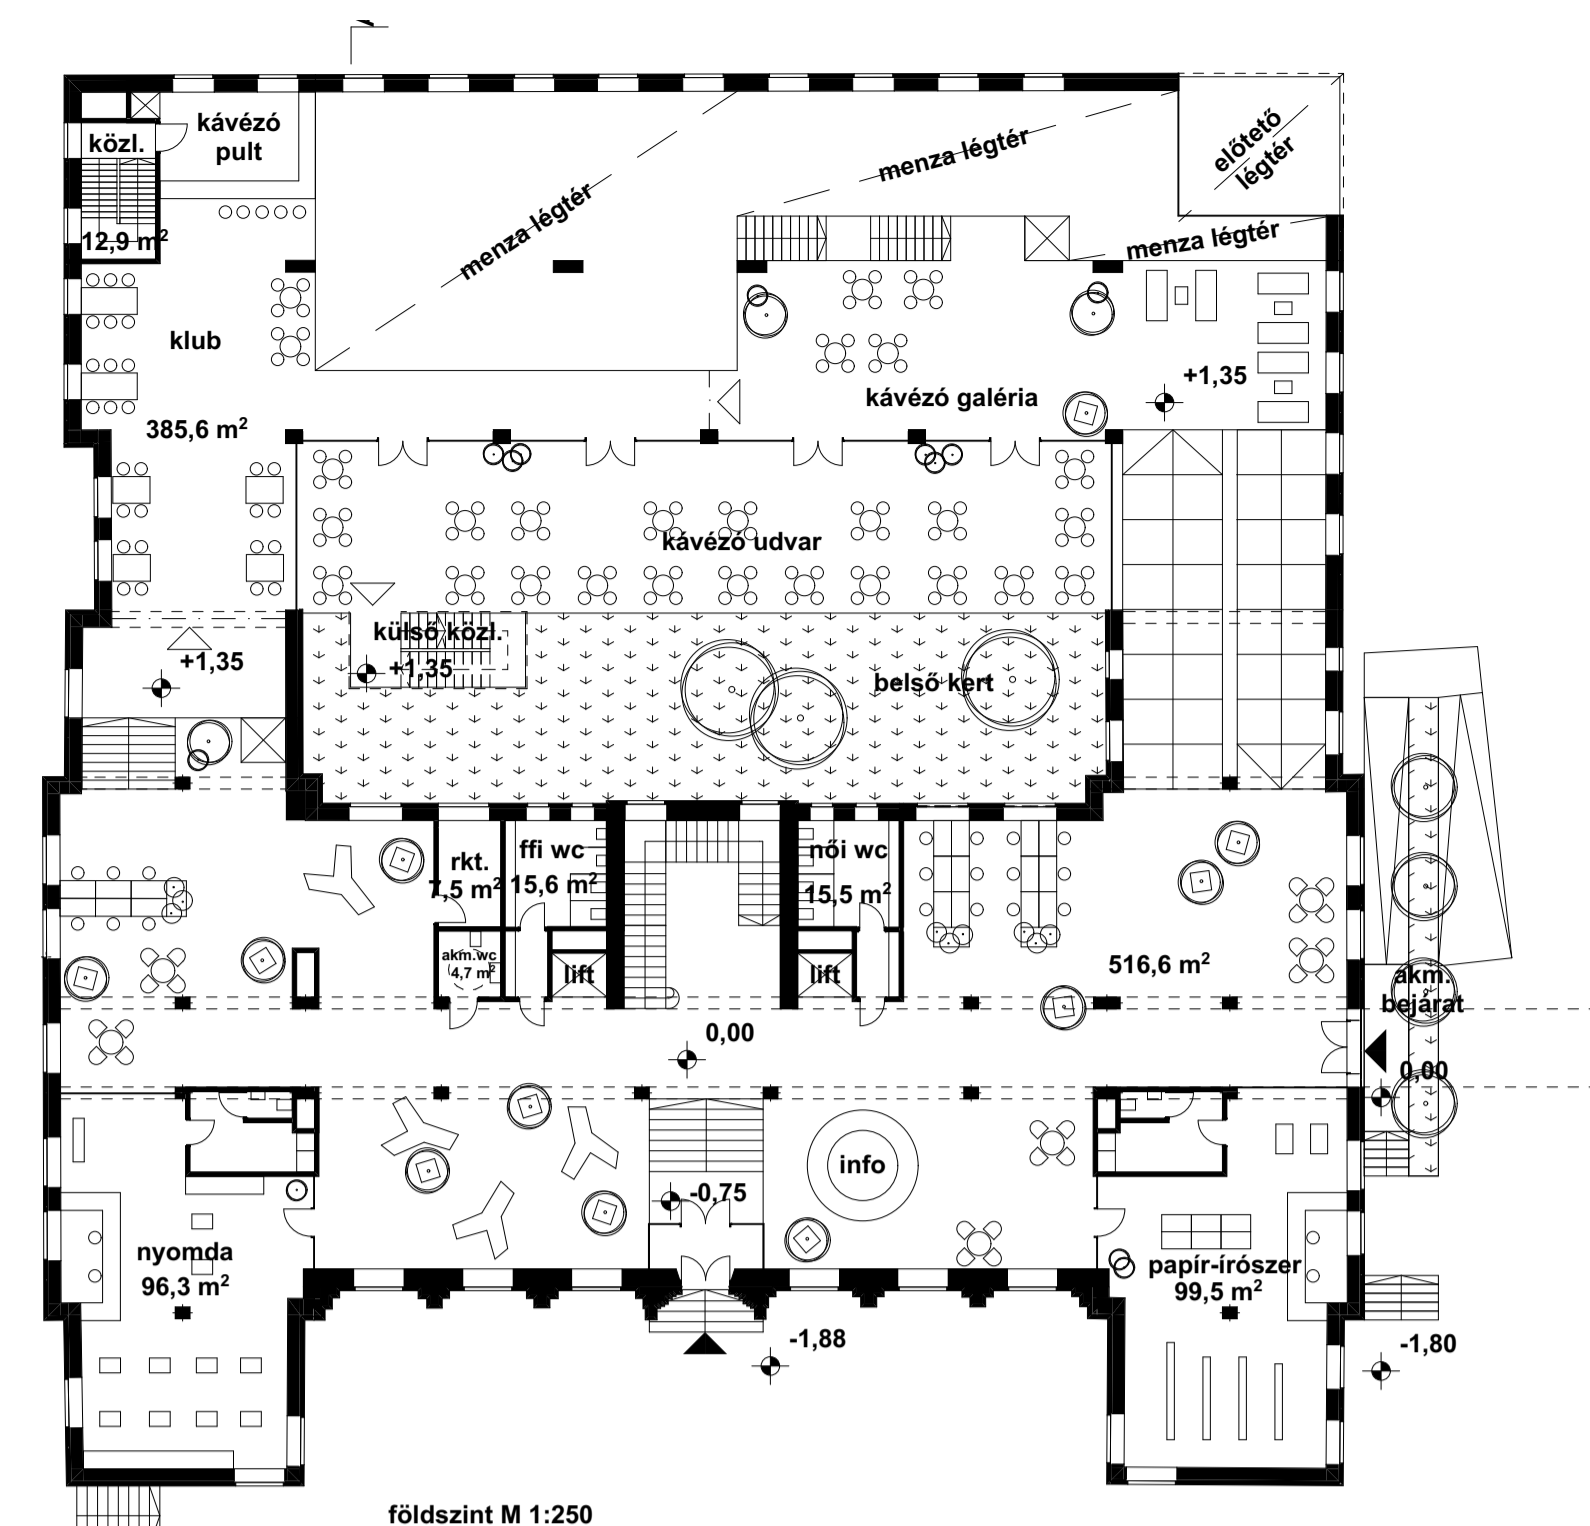 kávézó
pult
közl.
12,9 m²
menza légtér
menza légtér
előtető
légtér
menza légtér
klub
385,6 m²
kávézó galéria
+1,35
kávézó udvar
külső közl.
+1,35
+1,35
belső kert
rkt.
7,5 m²
ffi wc
15,6 m²
női wc
15,5 m²
akm.wc
4,7 m²
lift
lift
516,6 m²
akm.
bejárat
0,00
0,00
info
-0,75
nyomda
96,3 m²
papír-írószer
99,5 m²
-1,88
-1,80
földszint M 1:250